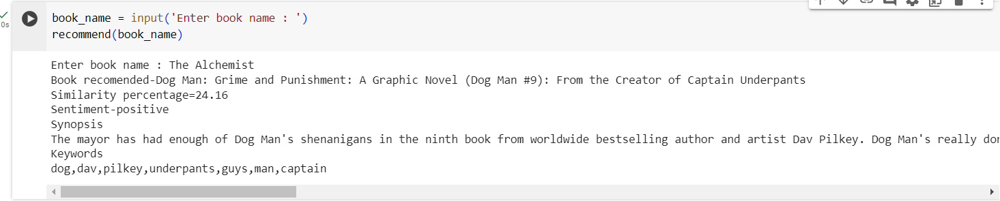 book_name = input('Enter book name : ')
0s
recommend(book_name)
Enter book name : The Alchemist
Book recomended-Dog Man: Grime and Punishment: A Graphic Novel (Dog Man #9): From the Creator of Captain Underpants
Similarity percentage=24.16
Sentiment-positive
Synopsis
The mayor has had enough of Dog Man's shenanigans in the ninth book from worldwide bestselling author and artist Dav Pilkey. Dog Man's really
Keywords
dog,dav,pilkey,underpants,guys,man,captain